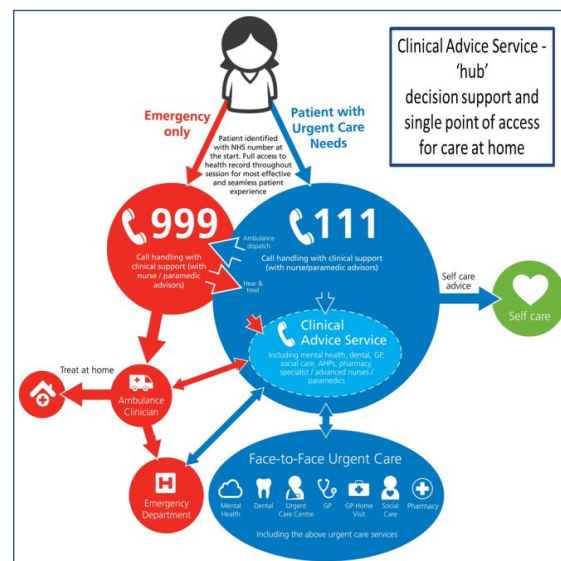 Clinical Advice Service -
‘hub’
decision support and
single point of access
for care at home
Emergency
only
Patient with
Urgent Care
Needs
Patient identified
with NHS number at
the start. Full access to
health record throughout
session for most effective
and seamless patient
experience
999
Call handling with
clinical support (with
nurse / paramedic
advisors)
111
Call handling with clinical support
(with nurse/paramedic advisors)
Ambulance
dispatch
Hear &
treat
Self care
advice
Self care
Clinical
Advice Service
Including mental health, dental, GP,
social care, AHPs, pharmacy,
specialist / advanced nurses /
paramedics
Treat at home
Ambulance
Clinician
H
Emergency
Department
Face-to-Face Urgent Care
Mental
Health
Dental
Urgent
Care Centre
GP
GP Home
Visit
Social
Care
Pharmacy
Including the above urgent care services